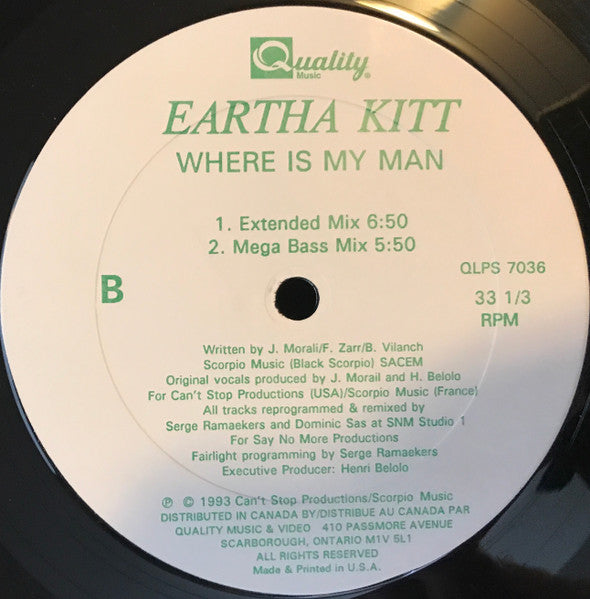 Quality
Music ®
EARTHA KITT
WHERE IS MY MAN
1. Extended Mix 6:50
2. Mega Bass Mix 5:50
QLPS 7036
B
33 1/3
RPM
Written by J. Morali/F. Zarr/B. Vilanch
Scorpio Music (Black Scorpio) SACEM
Original vocals produced by J. Morail and H. Belolo
For Can't Stop Productions (USA)/Scorpio Music (France)
All tracks reprogrammed & remixed by
Serge Ramaekers and Dominic Sas at SNM Studio 1
For Say No More Productions
Fairlight programming by Serge Ramaekers
Executive Producer: Henri Belolo
℗ © 1993 Can't Stop Productions/Scorpio Music
DISTRIBUTED IN CANADA BY/DISTRIBUE AU CANADA PAR
QUALITY MUSIC & VIDEO 410 PASSMORE AVENUE
SCARBOROUGH, ONTARIO M1V 5L1
ALL RIGHTS RESERVED
Made & Printed in U.S.A.